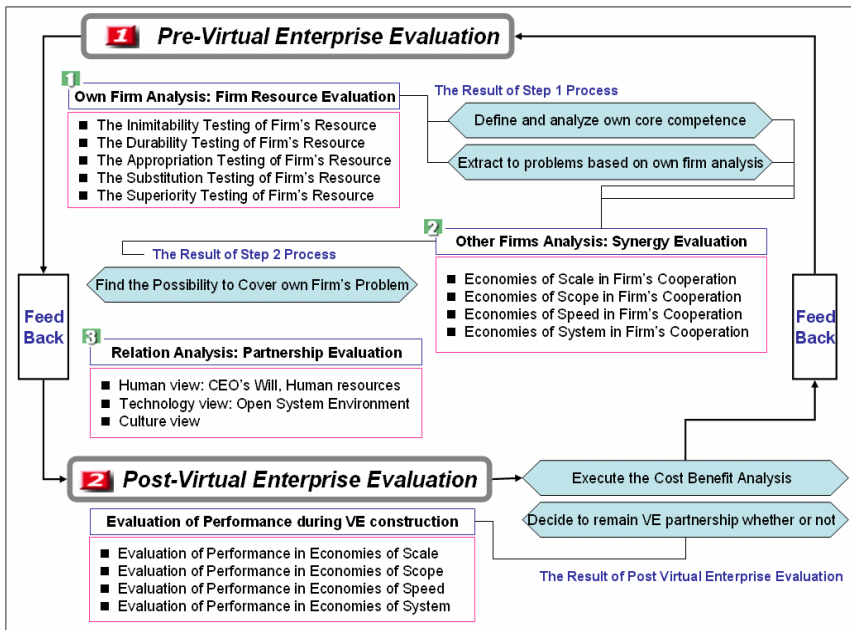 1 Pre-Virtual Enterprise Evaluation
1
Own Firm Analysis: Firm Resource Evaluation
■ The Inimitability Testing of Firm's Resource
■ The Durability Testing of Firm's Resource
■ The Appropriation Testing of Firm's Resource
■ The Substitution Testing of Firm's Resource
■ The Superiority Testing of Firm's Resource
The Result of Step 1 Process
Define and analyze own core competence
Extract to problems based on own firm analysis
2
Other Firms Analysis: Synergy Evaluation
■ Economies of Scale in Firm's Cooperation
■ Economies of Scope in Firm's Cooperation
■ Economies of Speed in Firm's Cooperation
■ Economies of System in Firm's Cooperation
The Result of Step 2 Process
Find the Possibility to Cover own Firm's Problem
Feed
Back
Feed
Back
3
Relation Analysis: Partnership Evaluation
■ Human view: CEO's Will, Human resources
■ Technology view: Open System Environment
■ Culture view
2 Post-Virtual Enterprise Evaluation
Execute the Cost Benefit Analysis
Decide to remain VE partnership whether or not
The Result of Post Virtual Enterprise Evaluation
Evaluation of Performance during VE construction
■ Evaluation of Performance in Economies of Scale
■ Evaluation of Performance in Economies of Scope
■ Evaluation of Performance in Economies of Speed
■ Evaluation of Performance in Economies of System